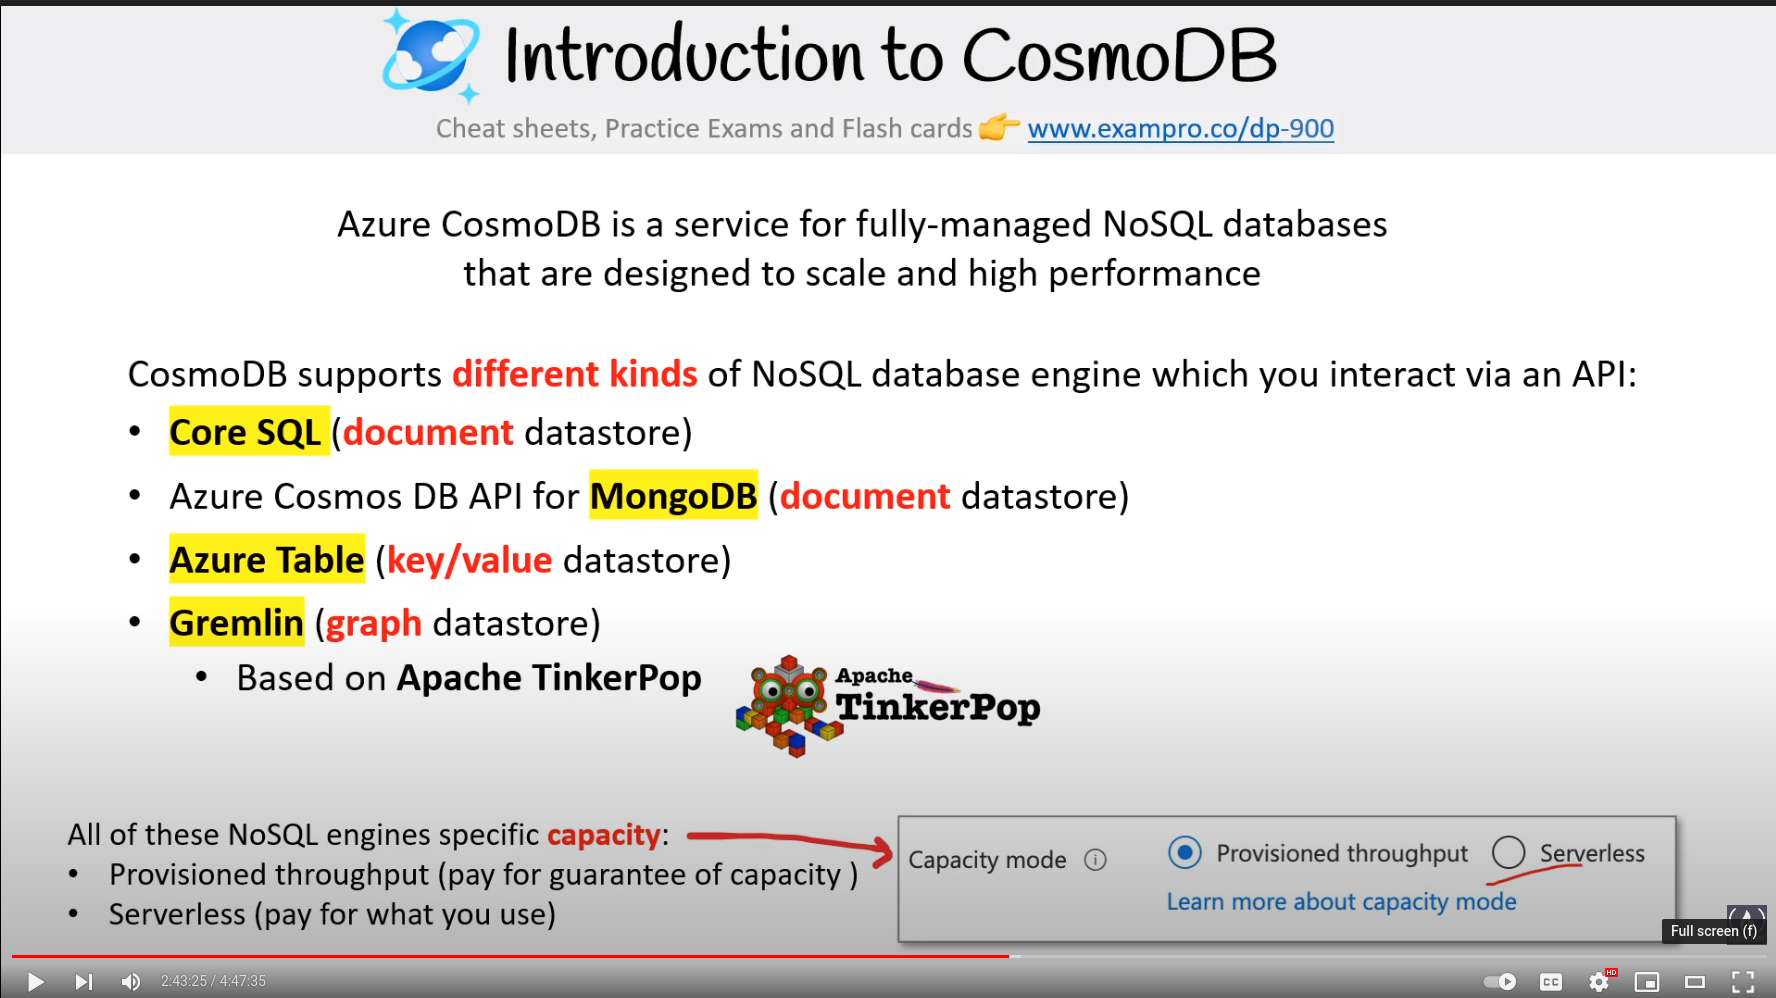 Introduction to CosmoDB
Cheat sheets, Practice Exams and Flash cards www.exampro.co/dp-900
Azure CosmoDB is a service for fully-managed NoSQL databases
that are designed to scale and high performance
CosmoDB supports different kinds of NoSQL database engine which you interact via an API:
• Core SQL (document datastore)
• Azure Cosmos DB API for MongoDB (document datastore)
• Azure Table (key/value datastore)
• Gremlin (graph datastore)
• Based on Apache TinkerPop
Apache
TinkerPop
All of these NoSQL engines specific capacity:
• Provisioned throughput (pay for guarantee of capacity )
• Serverless (pay for what you use)
Capacity mode
Provisioned throughput
Serverless
Learn more about capacity mode
Full screen (f)
2:43:25 / 4:47:35
CC
HD